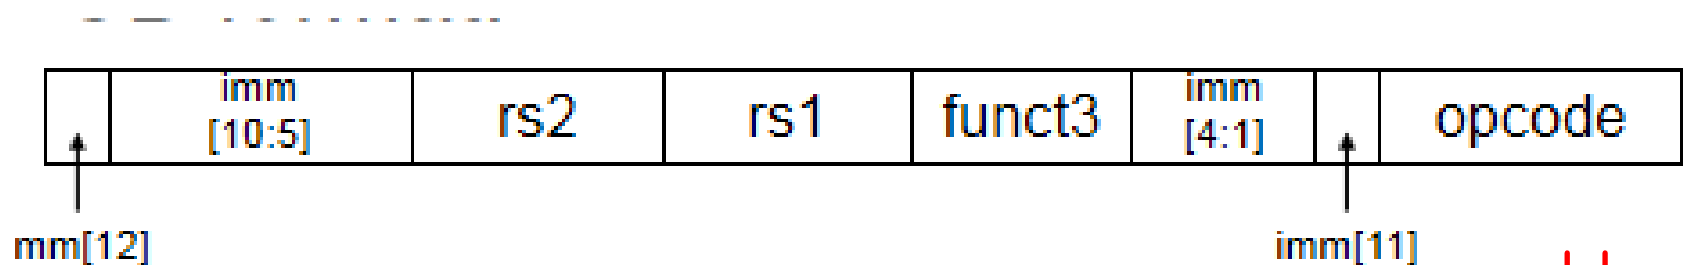 imm
[10:5]
rs2
rs1
funct3
imm
[4:1]
opcode
mm[12]
imm[11]